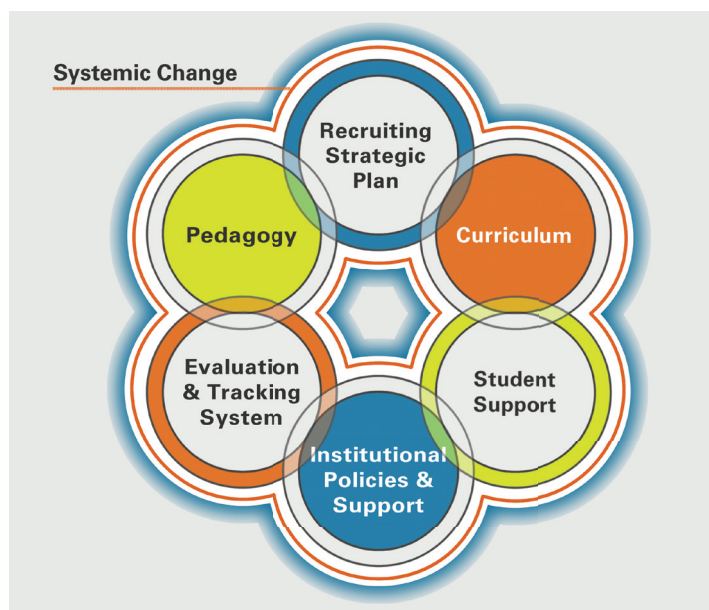 Systemic Change
Recruiting
Strategic
Plan
Pedagogy
Curriculum
Evaluation
& Tracking
System
Student
Support
Institutional
Policies &
Support